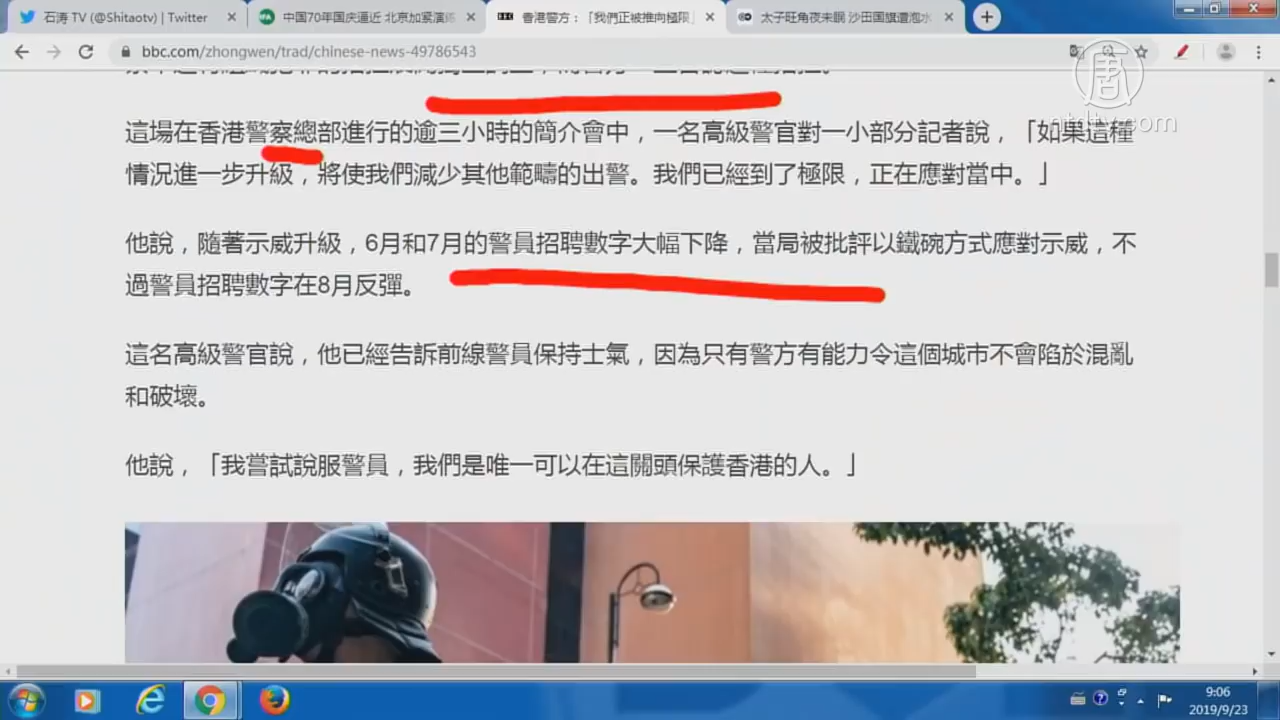 石涛 TV (@Shitaotv) | Twitter
中国70年国庆逼近 北京加紧演
香港警方：「我們正被推向極限」
太子旺角夜未眠 沙田国旗遭泡水
bbc.com/zhongwen/trad/chinese-news-49786543
唐
ntdtv.com
這場在香港警察總部進行的逾三小時的簡介會中，一名高級警官對一小部分記者說，「如果這種
情況進一步升級，將使我們減少其他範疇的出警。我們已經到了極限，正在應對當中。」
他說，隨著示威升級，6月和7月的警員招聘數字大幅下降，當局被批評以鐵碗方式應對示威，不
過警員招聘數字在8月反彈。
這名高級警官說，他已經告訴前線警員保持士氣，因為只有警方有能力令這個城市不會陷於混亂
和破壞。
他說，「我嘗試說服警員，我們是唯一可以在這關頭保護香港的人。」
9:06
2019/9/23